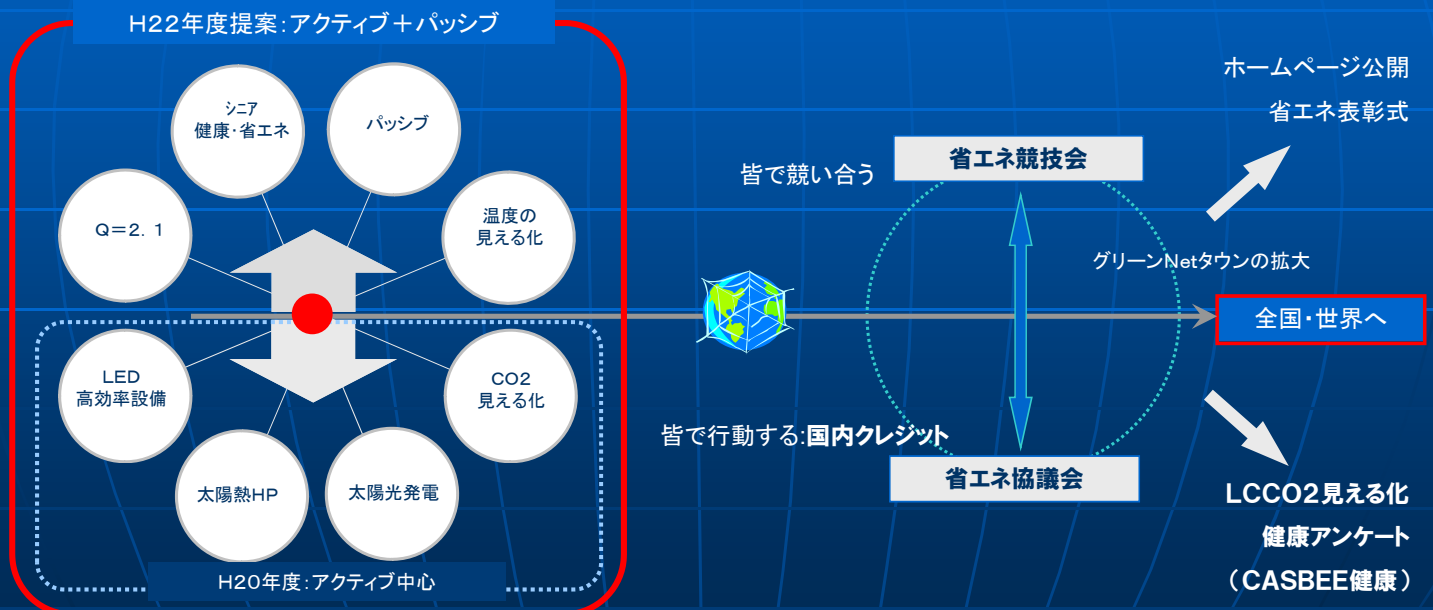 H22年度提案：アクティブ＋パッシブ
シニア
健康・省エネ
パッシブ
Q＝2．1
温度の
見える化
LED
高効率設備
CO2
見える化
太陽熱HP
太陽光発電
H20年度：アクティブ中心
皆で競い合う
省エネ競技会
皆で行動する：国内クレジット
省エネ協議会
ホームページ公開
省エネ表彰式
グリーンNetタウンの拡大
全国・世界へ
LCCO2見える化
健康アンケート
（CASBEE健康）